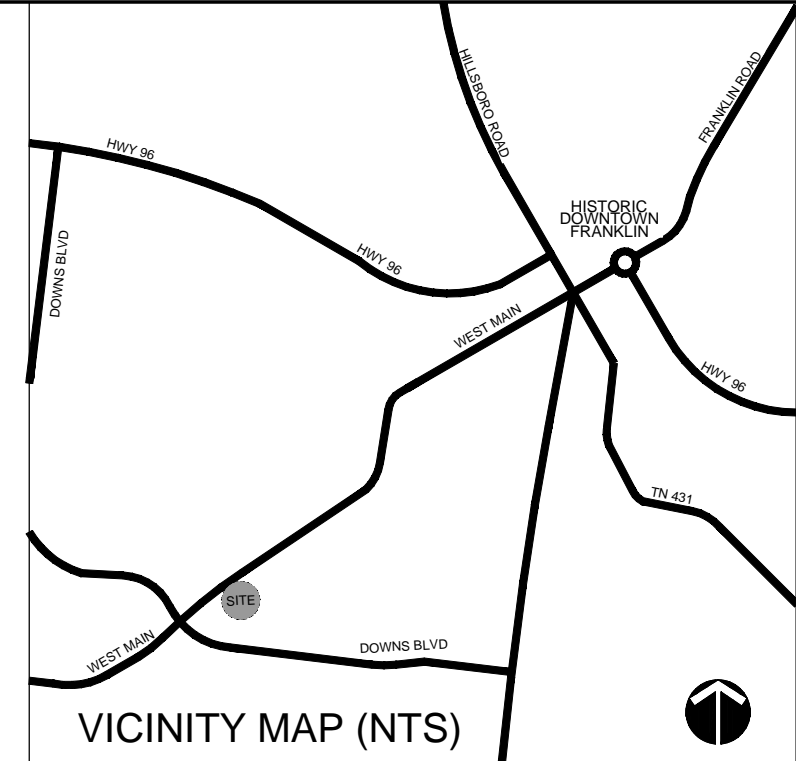 HILLSBORO ROAD
FRANKLIN ROAD
HWY 96
HISTORIC
DOWNTOWN
FRANKLIN
DOWNS BLVD
HWY 96
WEST MAIN
HWY 96
TN 431
SITE
WEST MAIN
DOWNS BLVD
VICINITY MAP (NTS)